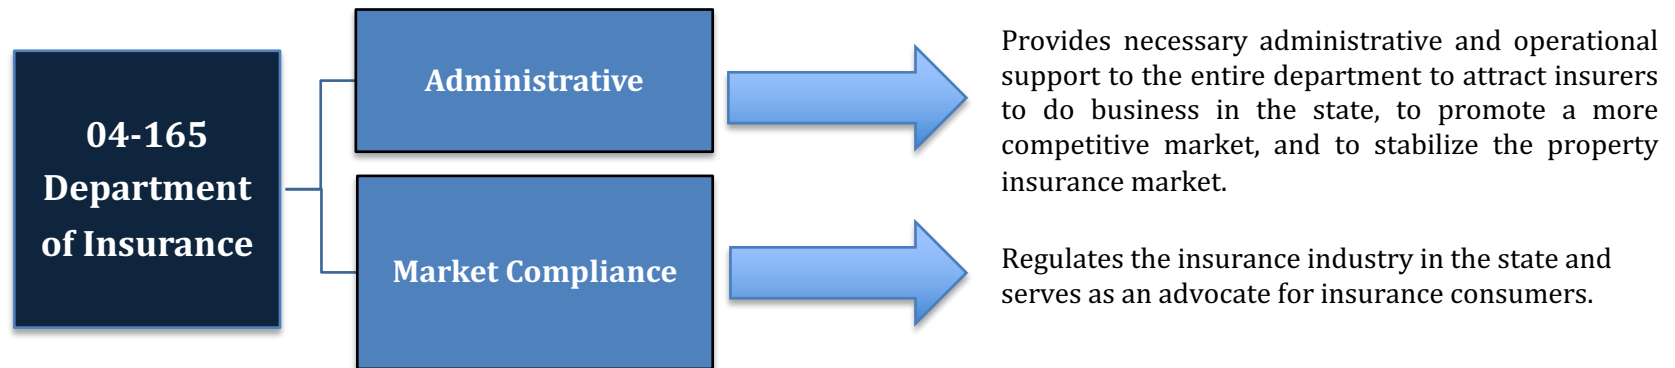 04-165
Department
of Insurance
Administrative
Provides necessary administrative and operational
support to the entire department to attract insurers
to do business in the state, to promote a more
competitive market, and to stabilize the property
insurance market.
Market Compliance
Regulates the insurance industry in the state and
serves as an advocate for insurance consumers.